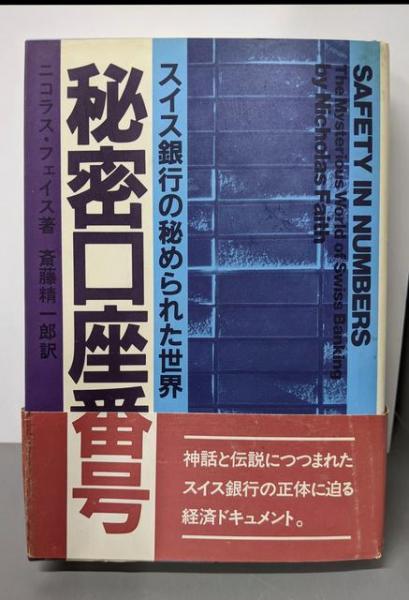 SAFETY IN NUMBERS
The Mysterious World of Swiss Banking
by Nicholas Faith
スイス銀行の秘められた世界
秘密口座番号
ニコラス・フェイス著 斎藤精一郎訳
神話と伝説につつまれた
スイス銀行の正体に迫る
経済ドキュメント。